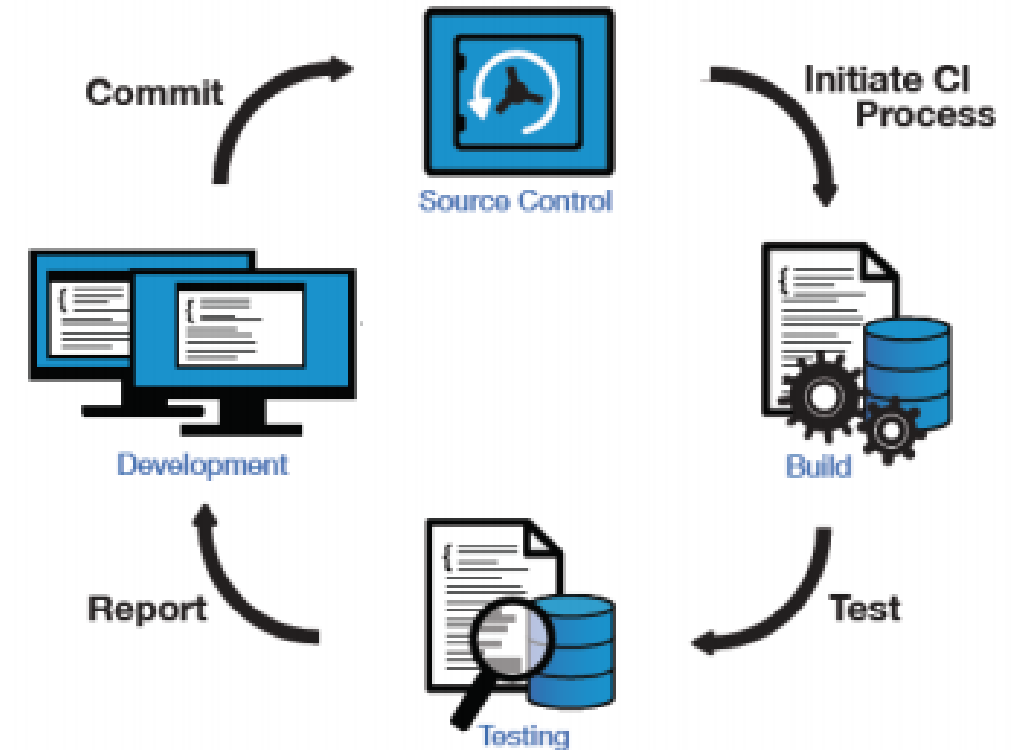 Commit
Initiate CI
Process
Source Control
Development
Build
Report
Test
Testing